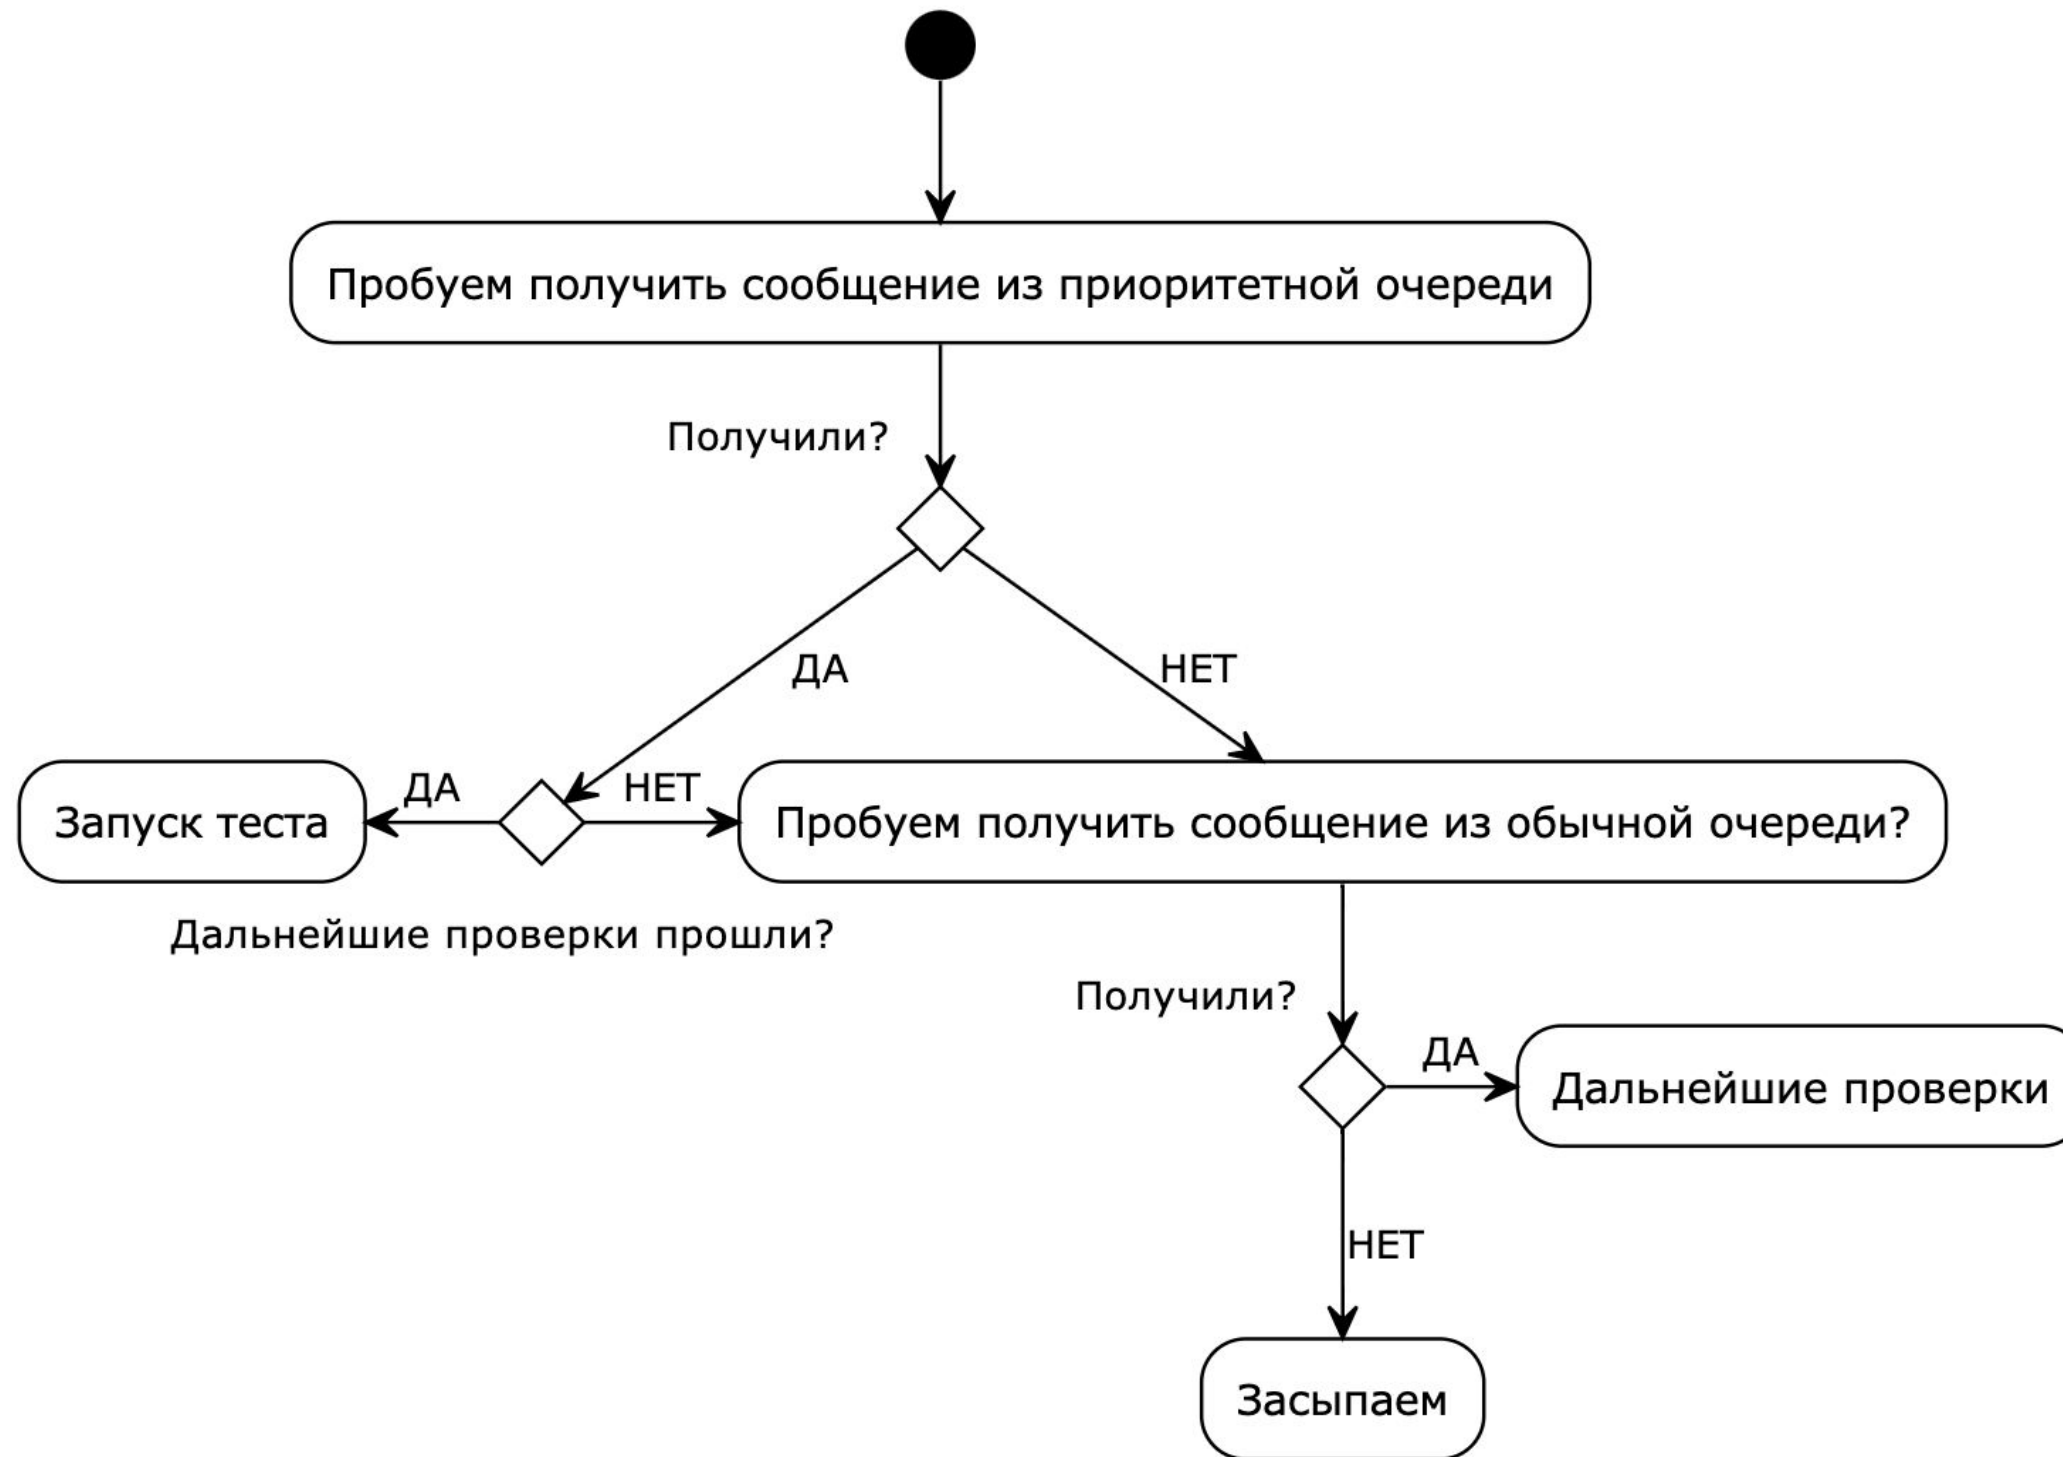 Пробуем получить сообщение из приоритетной очереди
Получили?
ДА
НЕТ
Запуск теста
ДА
НЕТ
Пробуем получить сообщение из обычной очереди?
Дальнейшие проверки прошли?
Получили?
ДА
Дальнейшие проверки
НЕТ
Засыпаем